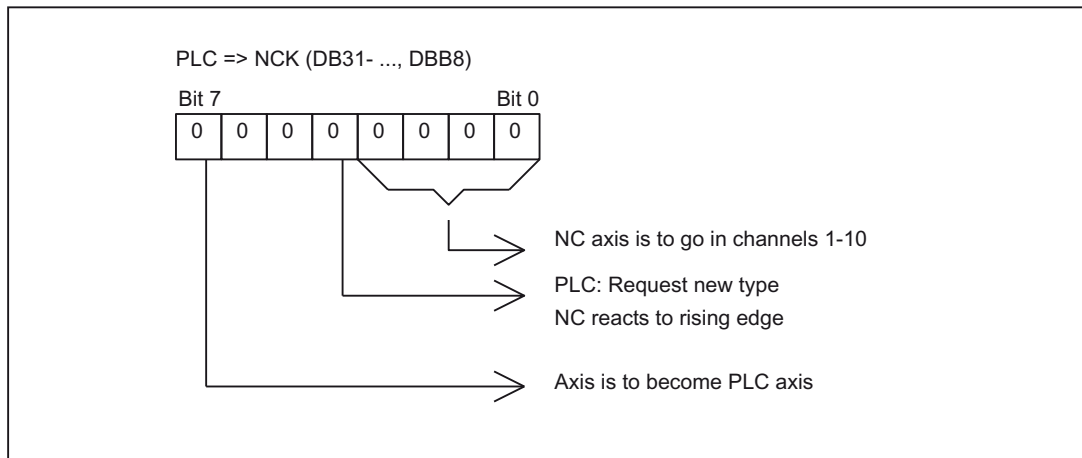 PLC => NCK (DB31- ..., DBB8)
Bit 7 Bit 0
0 0 0 0 0 0 0 0
NC axis is to go in channels 1-10
PLC: Request new type
NC reacts to rising edge
Axis is to become PLC axis